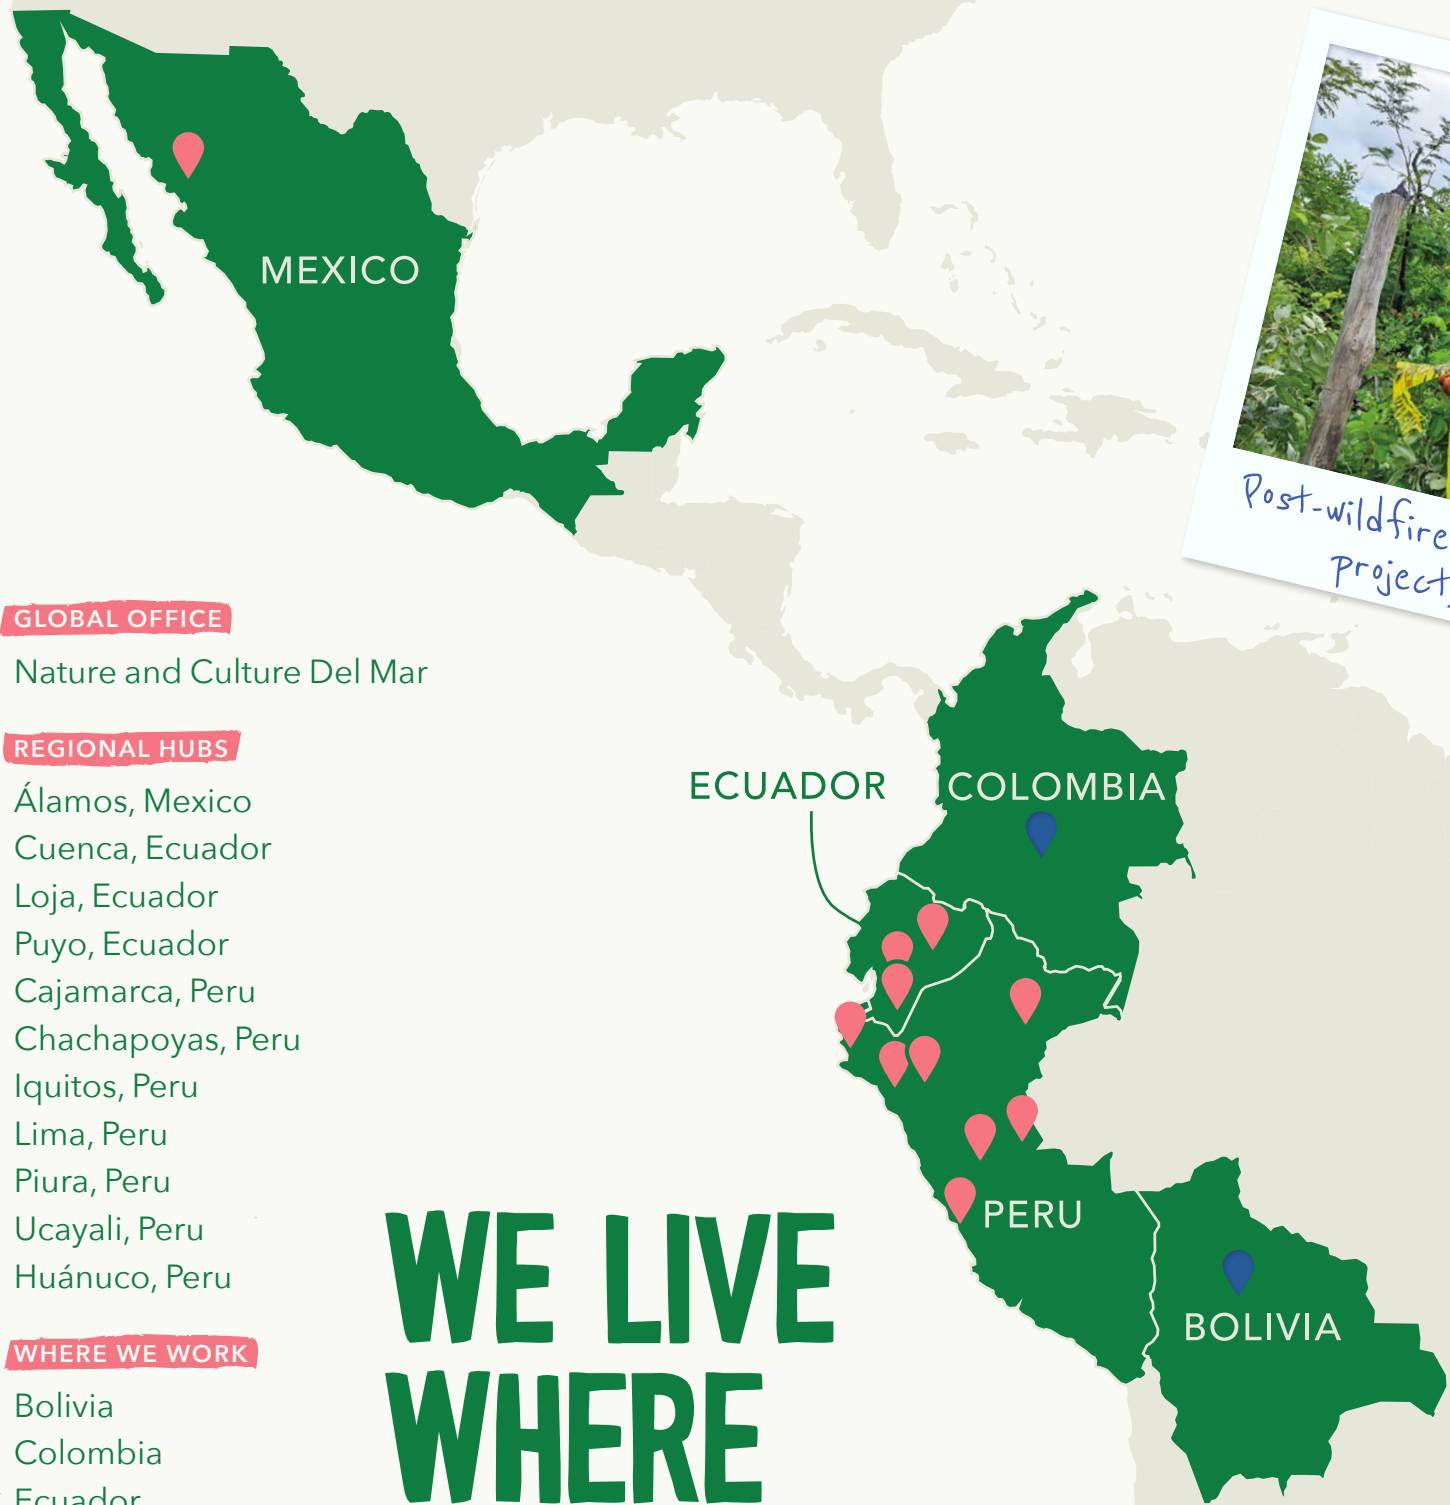 MEXICO
Post-wildfire
project,
GLOBAL OFFICE
Nature and Culture Del Mar
REGIONAL HUBS
Álamos, Mexico
Cuenca, Ecuador
Loja, Ecuador
Puyo, Ecuador
Cajamarca, Peru
Chachapoyas, Peru
Iquitos, Peru
Lima, Peru
Piura, Peru
Ucayali, Peru
Huánuco, Peru
WHERE WE WORK
Bolivia
Colombia
Ecuador
ECUADOR
COLOMBIA
PERU
BOLIVIA
WE LIVE
WHERE